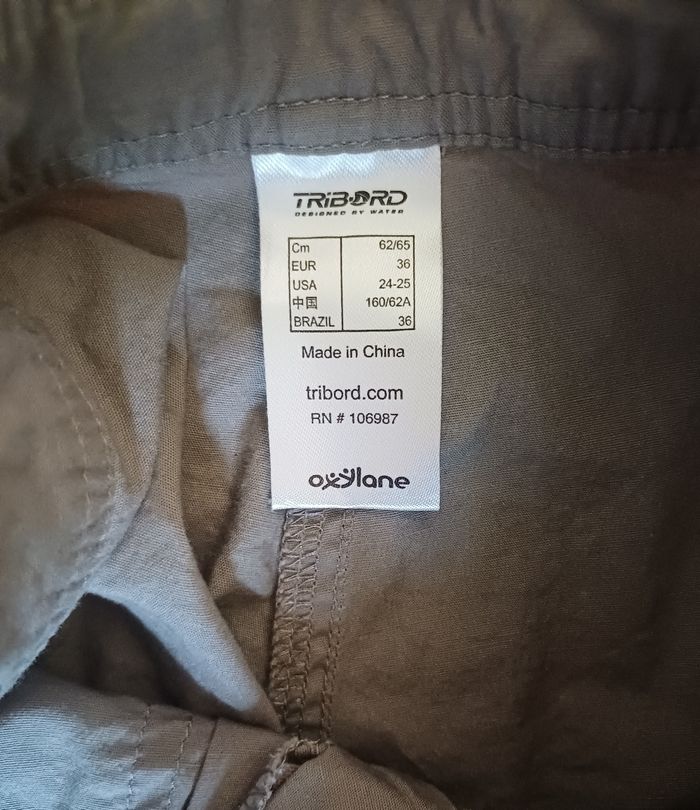 TRIBORD
DESIGNED BY WATER
Cm 62/65
EUR 36
USA 24-25
中国 160/62A
BRAZIL 36
Made in China
tribord.com
RN # 106987
oxylane